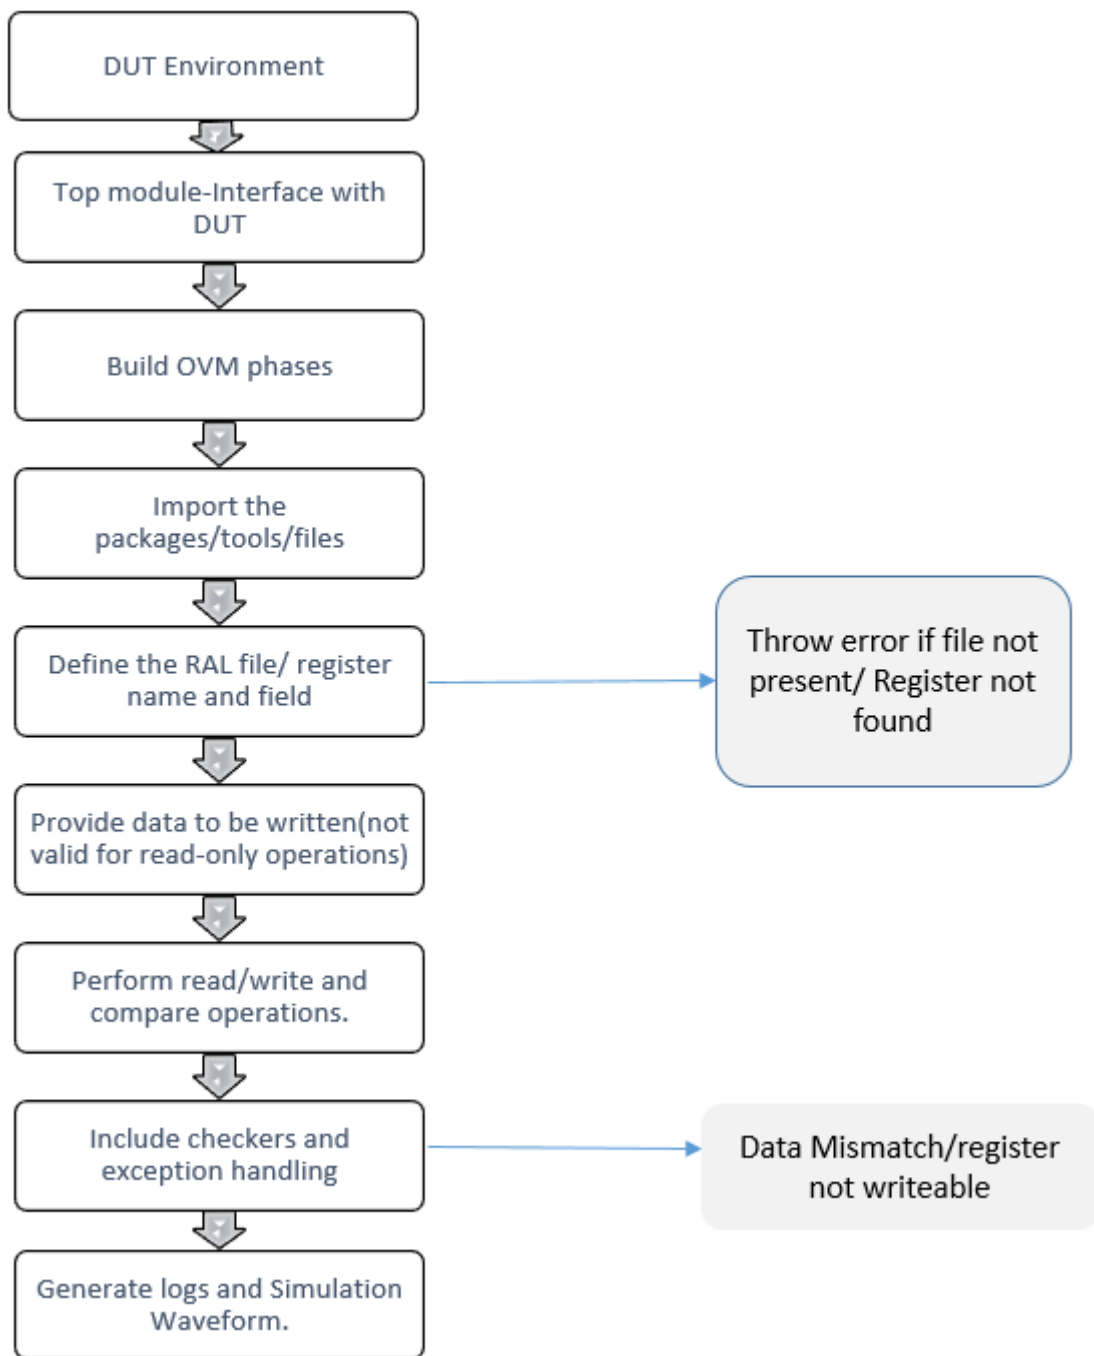 DUT Environment
Top module-Interface with
DUT
Build OVM phases
Import the
packages/tools/files
Define the RAL file/ register
name and field
Throw error if file not
present/ Register not
found
Provide data to be written(not
valid for read-only operations)
Perform read/write and
compare operations.
Include checkers and
exception handling
Data Mismatch/register
not writeable
Generate logs and Simulation
Waveform.